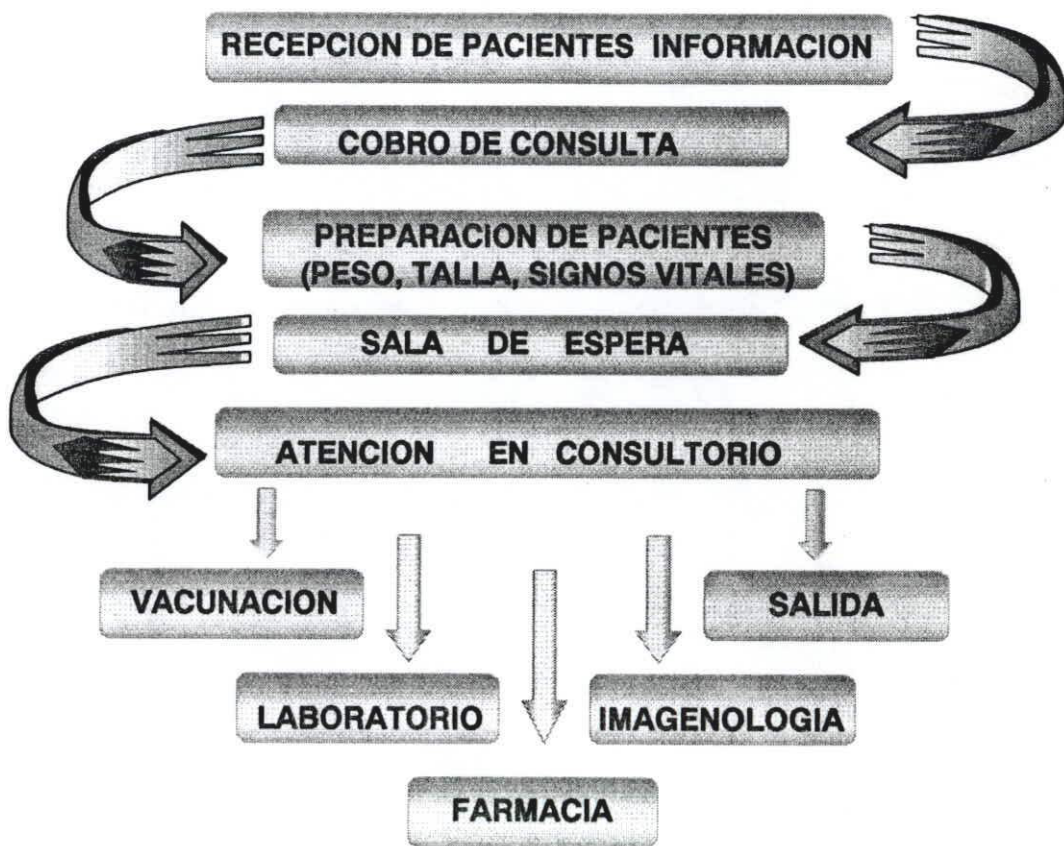 RECEPCION DE PACIENTES INFORMACION
COBRO DE CONSULTA
PREPARACION DE PACIENTES
(PESO, TALLA, SIGNOS VITALES)
SALA DE ESPERA
ATENCION EN CONSULTORIO
VACUNACION
SALIDA
LABORATORIO
IMAGENOLOGIA
FARMACIA